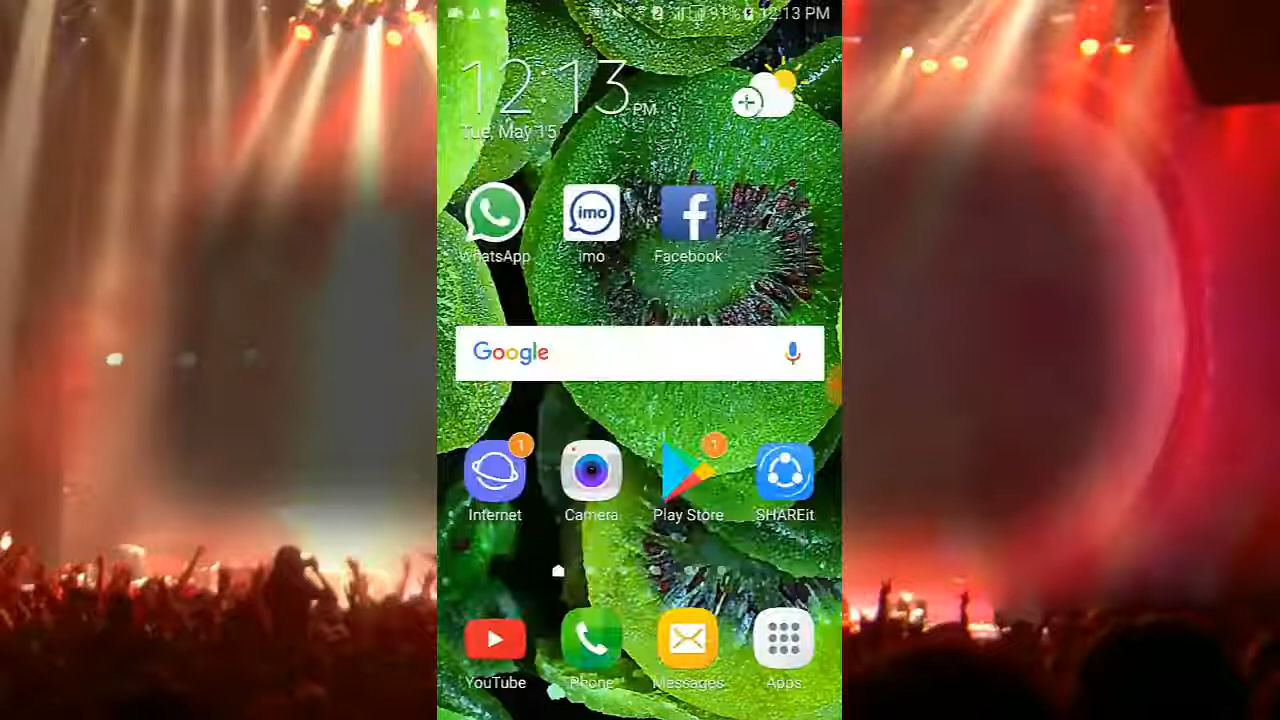 91% 12:13 PM
12 13 PM
Tue, May 15
WhatsApp
imo
imo
Facebook
Google
1
1
Internet
Camera
Play Store
SHAREit
YouTube
Phone
Messages
Apps